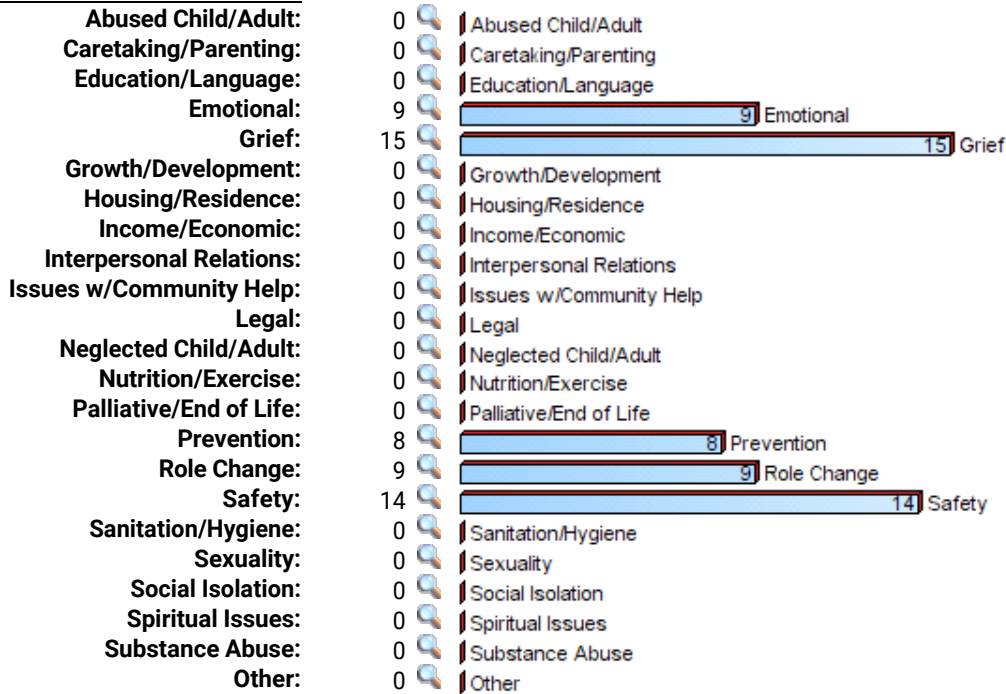 Abused Child/Adult: 0 Abused Child/Adult
Caretaking/Parenting: 0 Caretaking/Parenting
Education/Language: 0 Education/Language
Emotional: 9 9 Emotional
Grief: 15 15 Grief
Growth/Development: 0 Growth/Development
Housing/Residence: 0 Housing/Residence
Income/Economic: 0 Income/Economic
Interpersonal Relations: 0 Interpersonal Relations
Issues w/Community Help: 0 Issues w/Community Help
Legal: 0 Legal
Neglected Child/Adult: 0 Neglected Child/Adult
Nutrition/Exercise: 0 Nutrition/Exercise
Palliative/End of Life: 0 Palliative/End of Life
Prevention: 8 8 Prevention
Role Change: 9 9 Role Change
Safety: 14 14 Safety
Sanitation/Hygiene: 0 Sanitation/Hygiene
Sexuality: 0 Sexuality
Social Isolation: 0 Social Isolation
Spiritual Issues: 0 Spiritual Issues
Substance Abuse: 0 Substance Abuse
Other: 0 Other